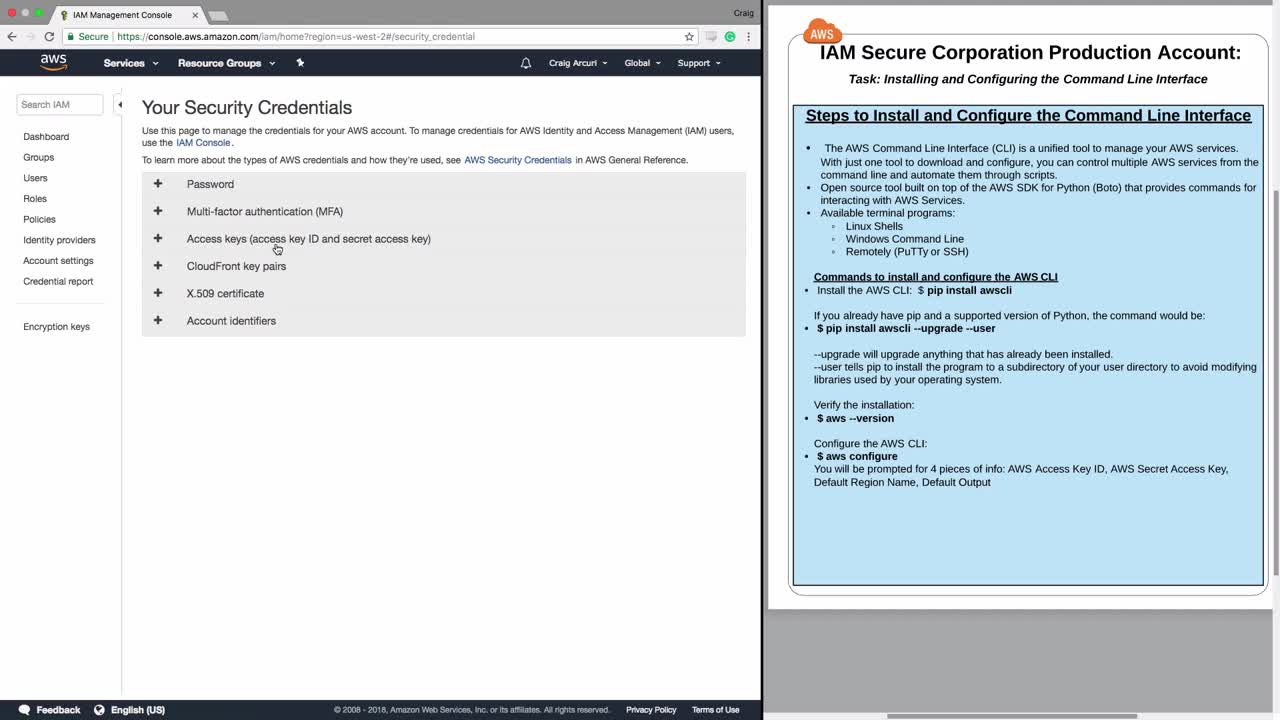 IAM Management Console
Craig
Secure https://console.aws.amazon.com/iam/home?region=us-west-2#/security_credential
aws Services Resource Groups Craig Arcuri Global Support
Search IAM
Dashboard
Groups
Users
Roles
Policies
Identity providers
Account settings
Credential report
Encryption keys
Your Security Credentials
Use this page to manage the credentials for your AWS account. To manage credentials for AWS Identity and Access Management (IAM) users,
use the IAM Console .
To learn more about the types of AWS credentials and how they're used, see AWS Security Credentials in AWS General Reference.
Password
Multi-factor authentication (MFA)
Access keys (access key ID and secret access key)
CloudFront key pairs
X.509 certificate
Account identifiers
Feedback English (US) © 2008 - 2018, Amazon Web Services, Inc. or its affiliates. All rights reserved. Privacy Policy Terms of Use
AWS
IAM Secure Corporation Production Account:
Task: Installing and Configuring the Command Line Interface
Steps to Install and Configure the Command Line Interface
• The AWS Command Line Interface (CLI) is a unified tool to manage your AWS services.
With just one tool to download and configure, you can control multiple AWS services from the
command line and automate them through scripts.
• Open source tool built on top of the AWS SDK for Python (Boto) that provides commands for
interacting with AWS Services.
• Available terminal programs:
◦ Linux Shells
◦ Windows Command Line
◦ Remotely (PuTTy or SSH)
Commands to install and configure the AWS CLI
• Install the AWS CLI: $ pip install awscli
If you already have pip and a supported version of Python, the command would be:
• $ pip install awscli --upgrade --user
--upgrade will upgrade anything that has already been installed.
--user tells pip to install the program to a subdirectory of your user directory to avoid modifying
libraries used by your operating system.
Verify the installation:
• $ aws --version
Configure the AWS CLI:
• $ aws configure
You will be prompted for 4 pieces of info: AWS Access Key ID, AWS Secret Access Key,
Default Region Name, Default Output